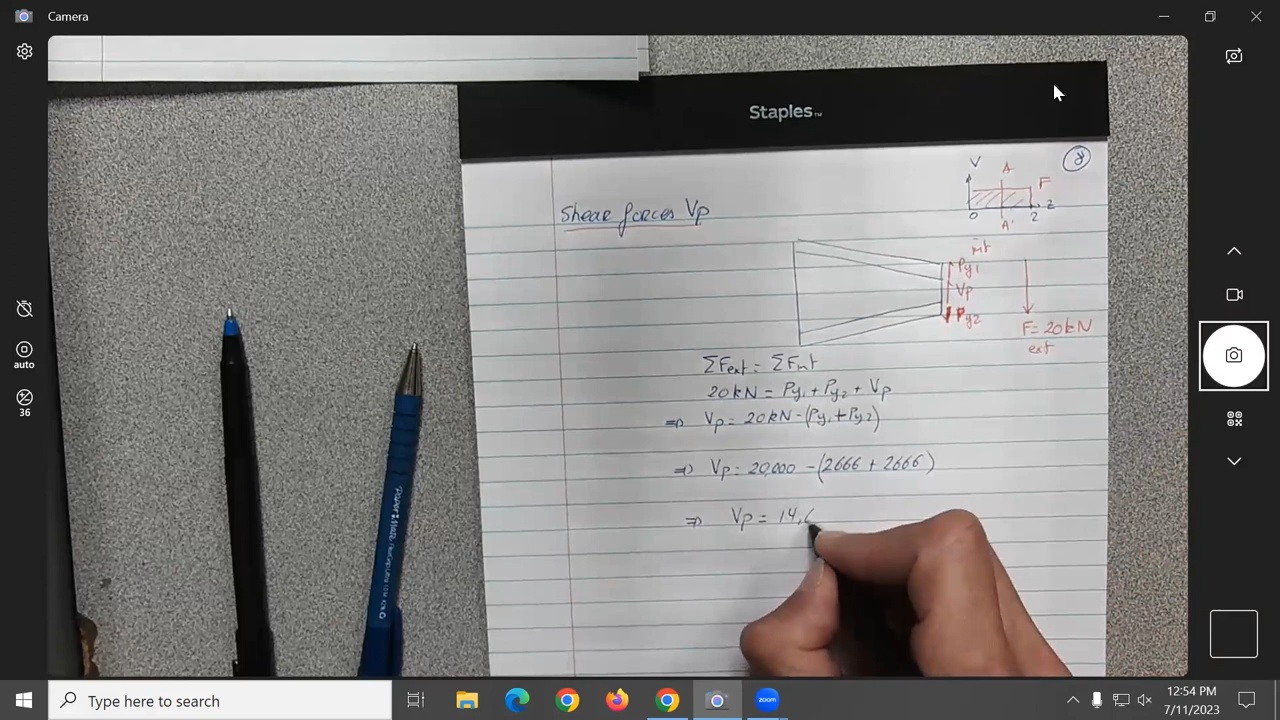 Camera
Staples
8
V
A
F
0
A'
2
z
Shear forces Vp
int
Py1
Vp
Py2
F = 20kN
ext
ΣFext = ΣFint
20kN = Py1 + Py2 + Vp
⇒ Vp = 20kN - (Py1 + Py2)
⇒ Vp = 20,000 - (2666 + 2666)
⇒ Vp = 14,6
auto
36
Type here to search
zoom
12:54 PM
7/11/2023